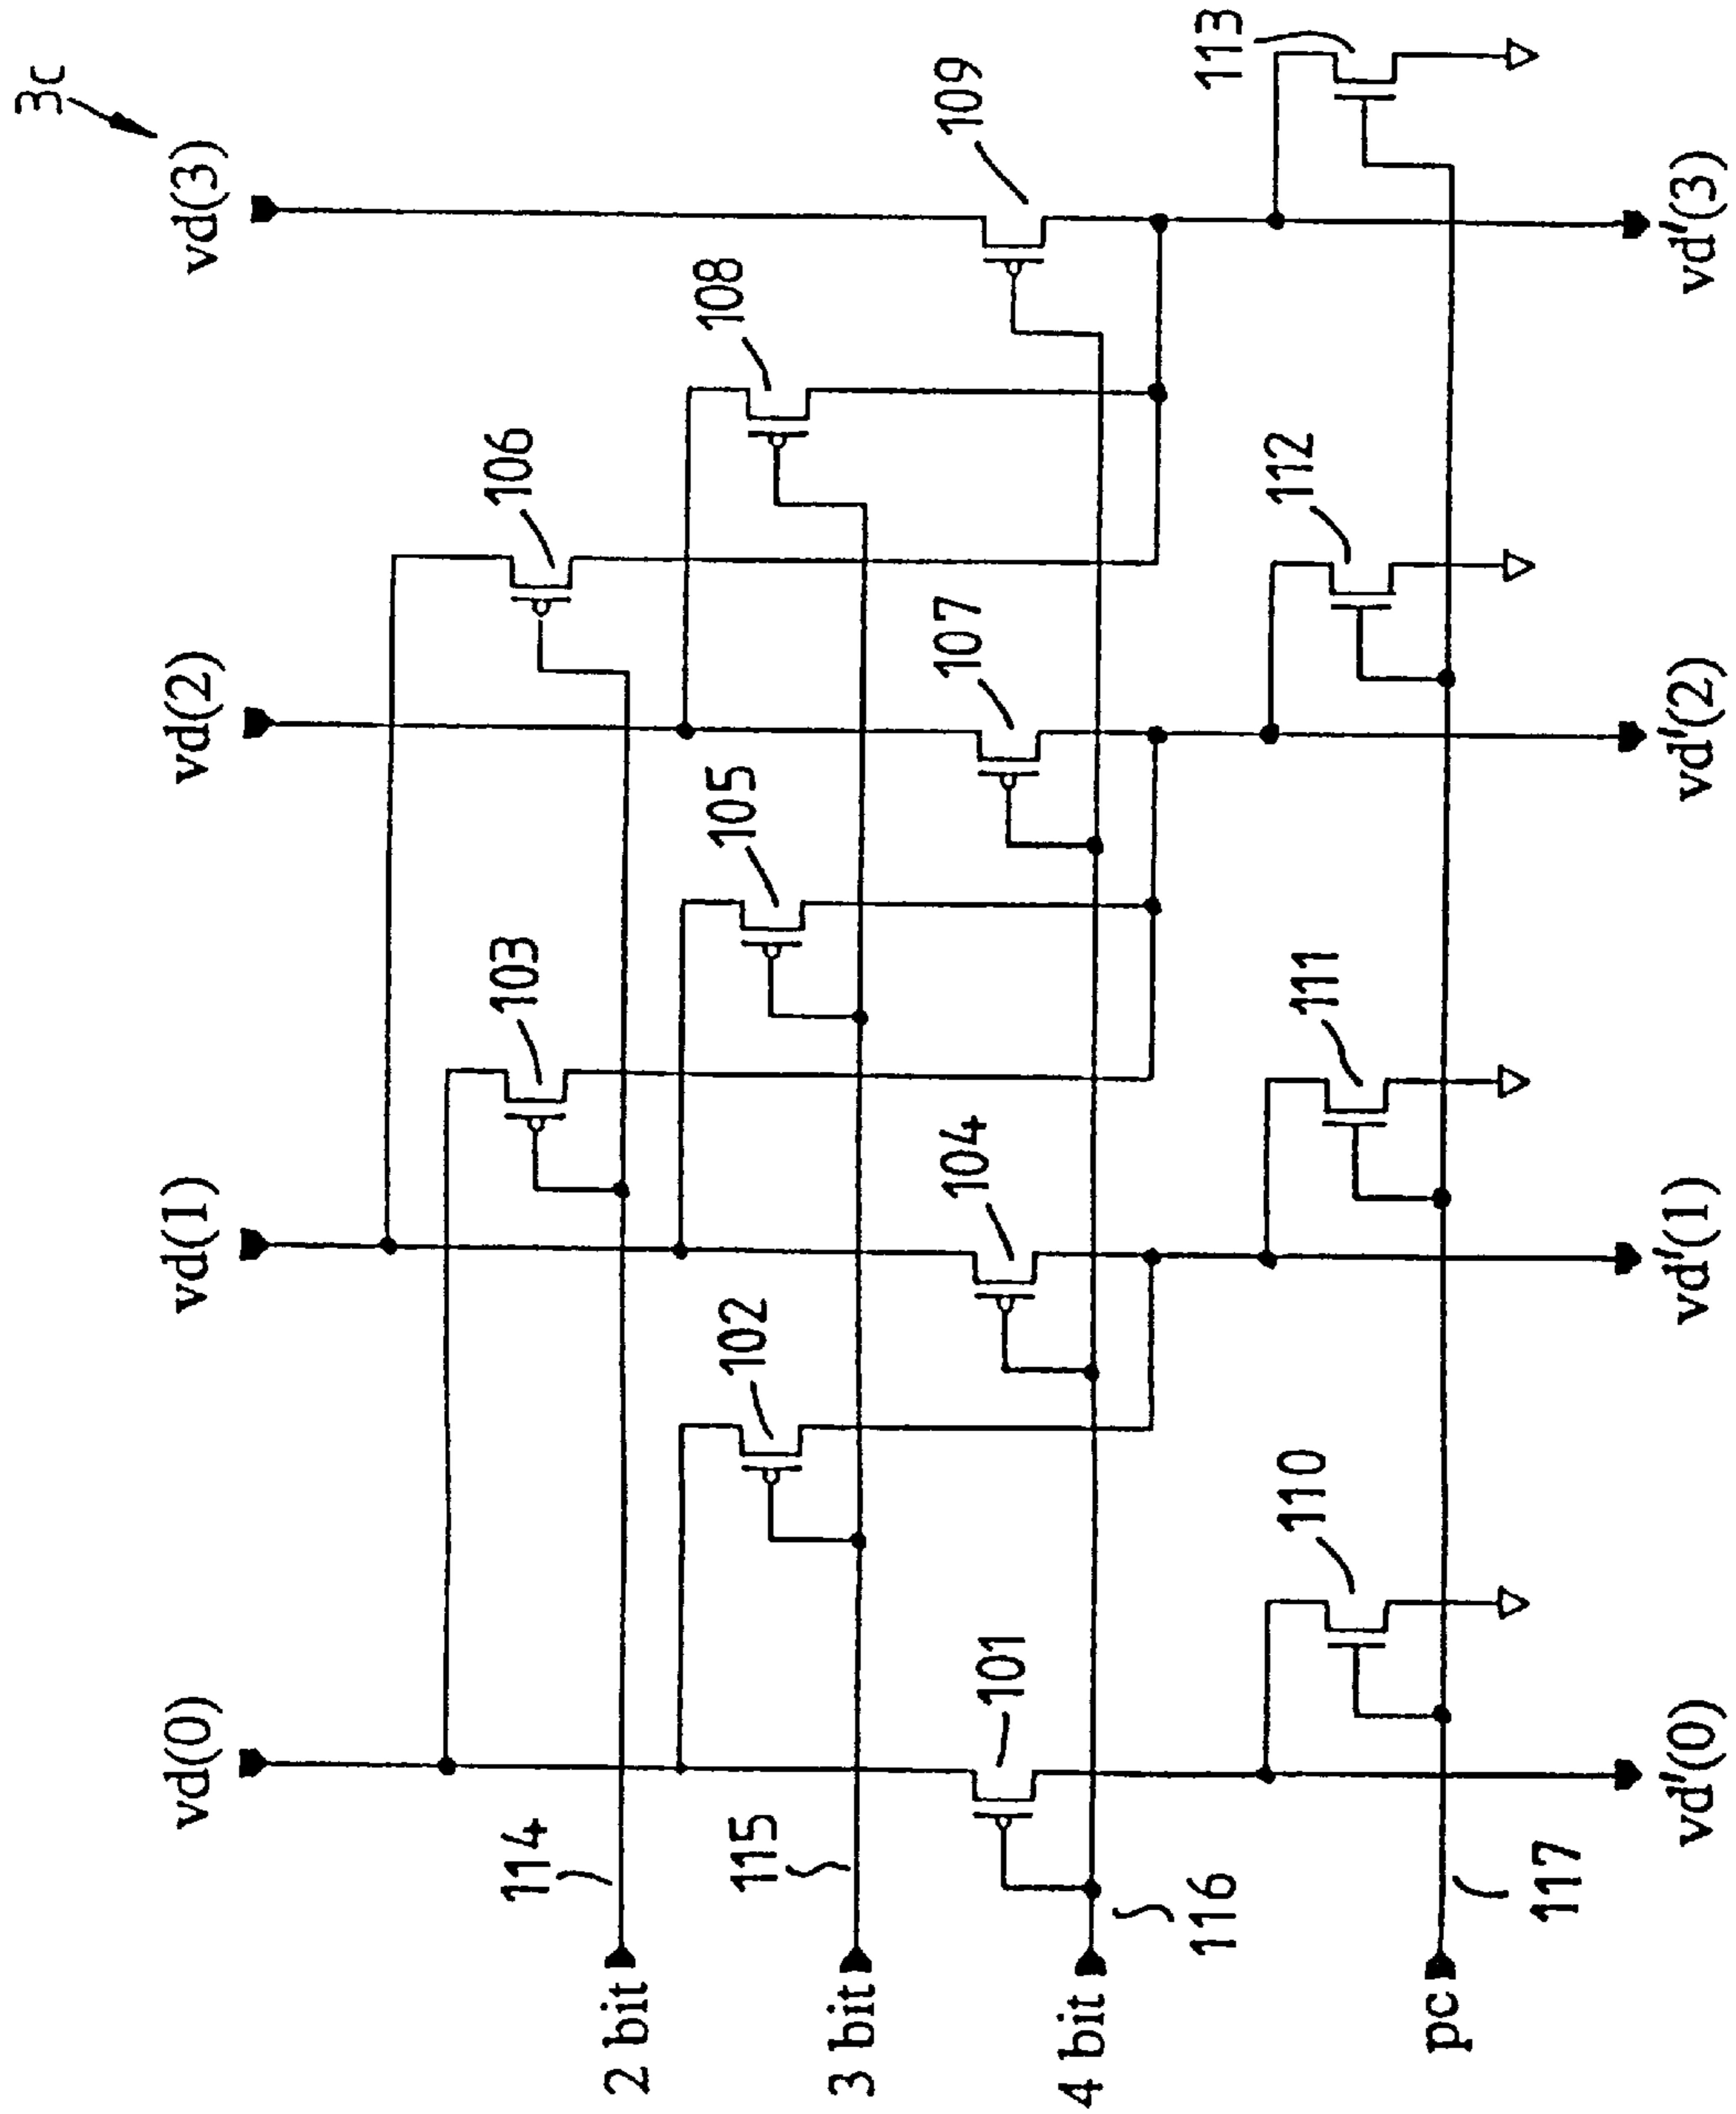 3c
vd(0)
vd(1)
vd(2)
vd(3)
103
106
114
2 bit
102
105
108
115
3 bit
101
104
107
109
116
4 bit
110
111
112
113
117
pc
vd'(0)
vd'(1)
vd'(2)
vd'(3)